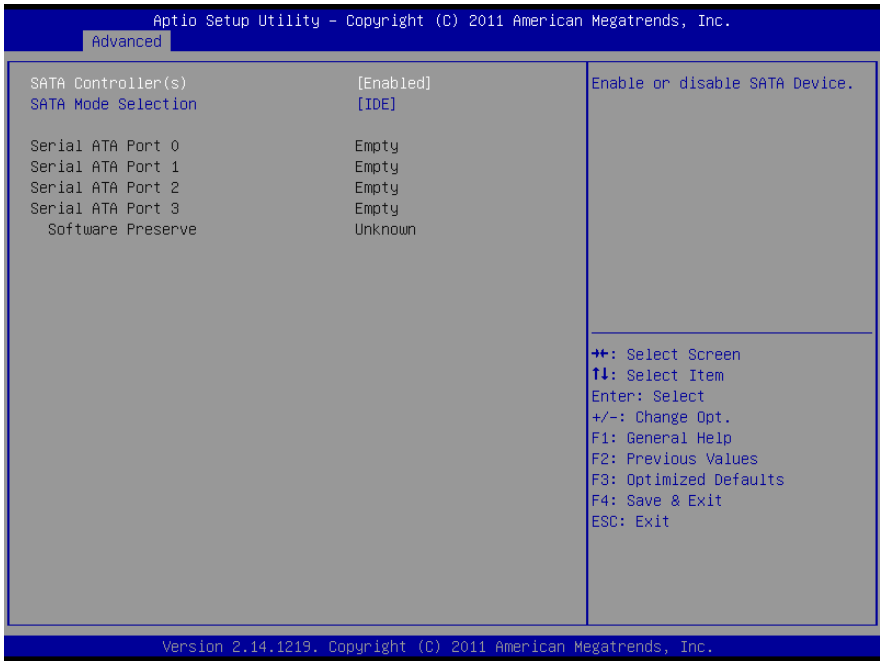 Aptio Setup Utility – Copyright (C) 2011 American Megatrends, Inc.
Advanced
SATA Controller(s) [Enabled]
SATA Mode Selection [IDE]
Serial ATA Port 0 Empty
Serial ATA Port 1 Empty
Serial ATA Port 2 Empty
Serial ATA Port 3 Empty
Software Preserve Unknown
Enable or disable SATA Device.
→←: Select Screen
↑↓: Select Item
Enter: Select
+/-: Change Opt.
F1: General Help
F2: Previous Values
F3: Optimized Defaults
F4: Save & Exit
ESC: Exit
Version 2.14.1219. Copyright (C) 2011 American Megatrends, Inc.